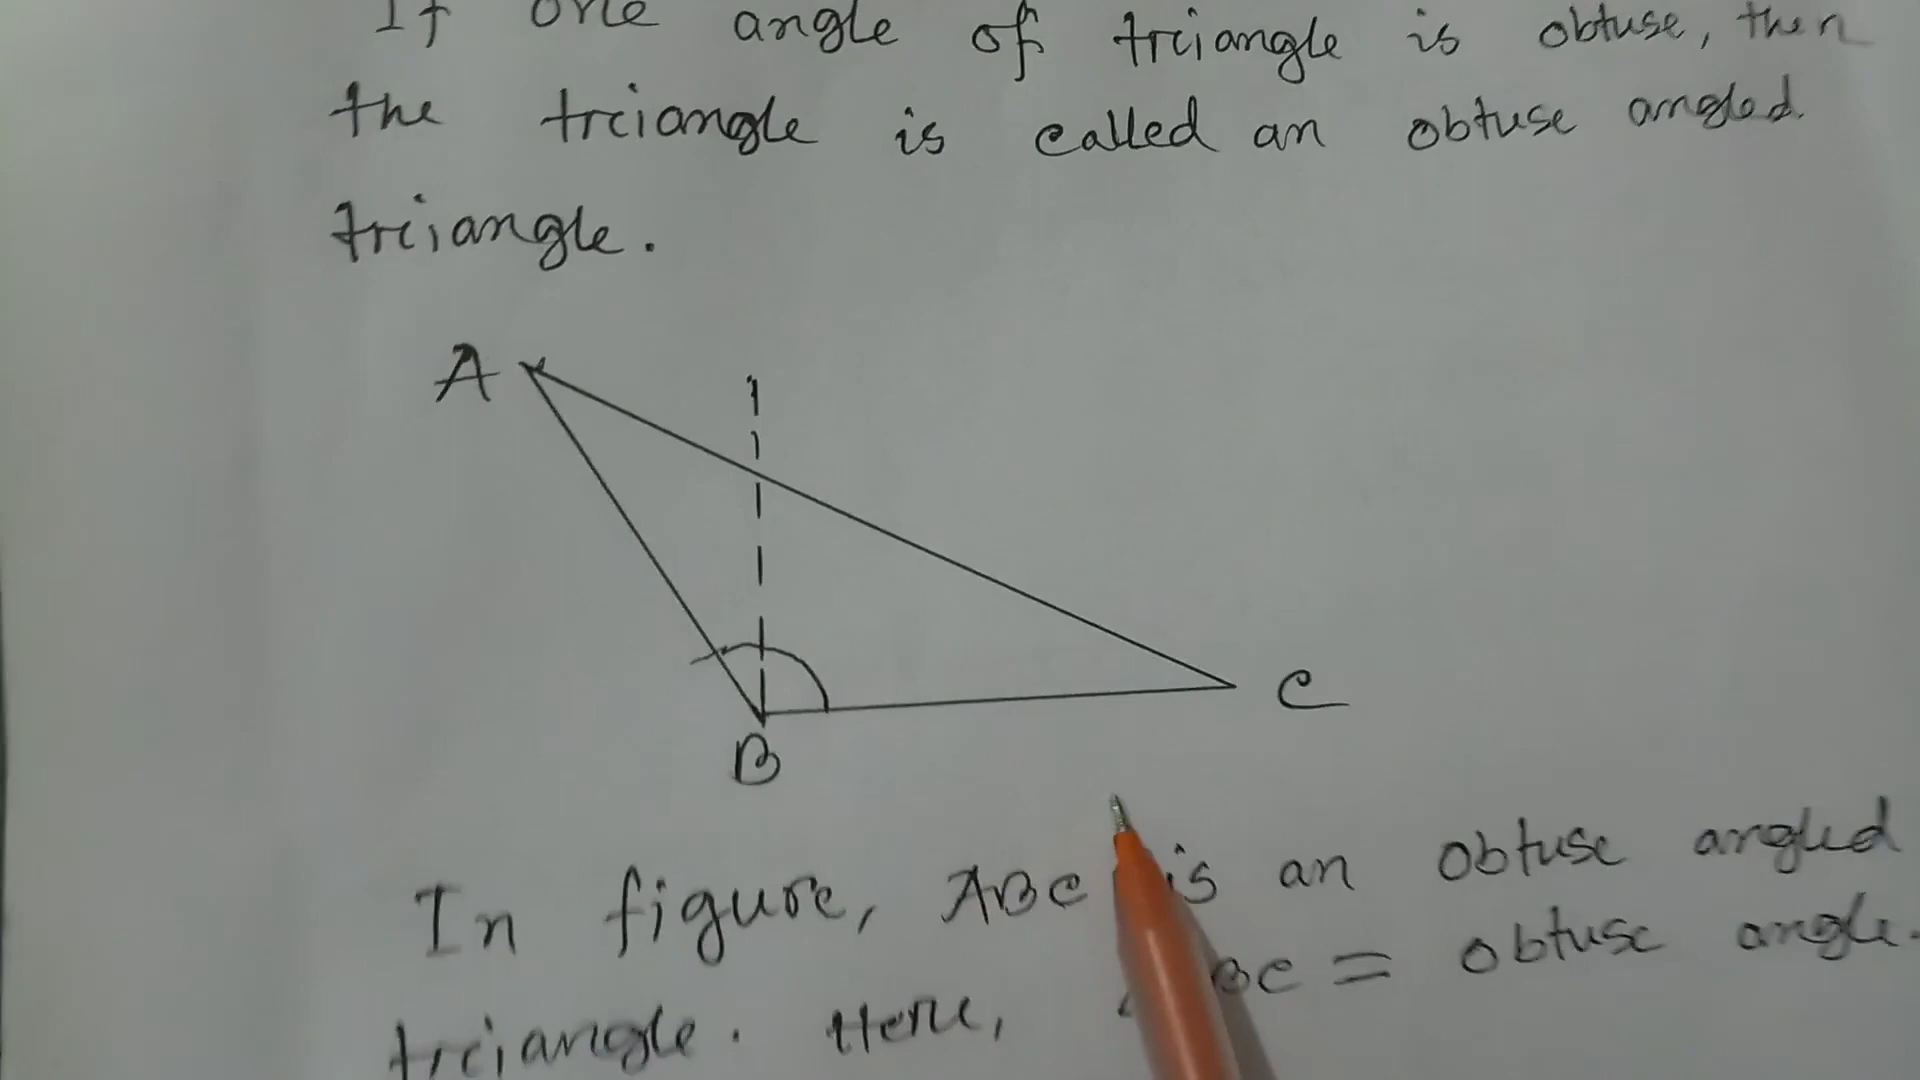 If one angle of triangle is obtuse, then
the triangle is called an obtuse angled
triangle.
A
B
C
In figure, ABC is an obtuse angled
triangle. Here, BC = obtuse angle.